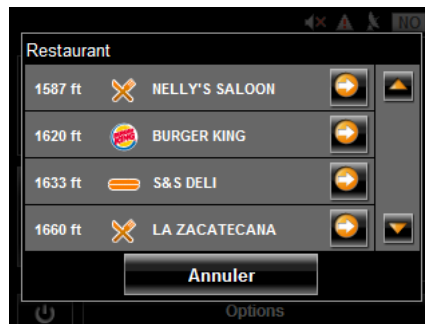 NO
Restaurant
1587 ft NELLY'S SALOON
1620 ft BURGER KING
1633 ft S&S DELI
1660 ft LA ZACATECANA
Annuler
Options